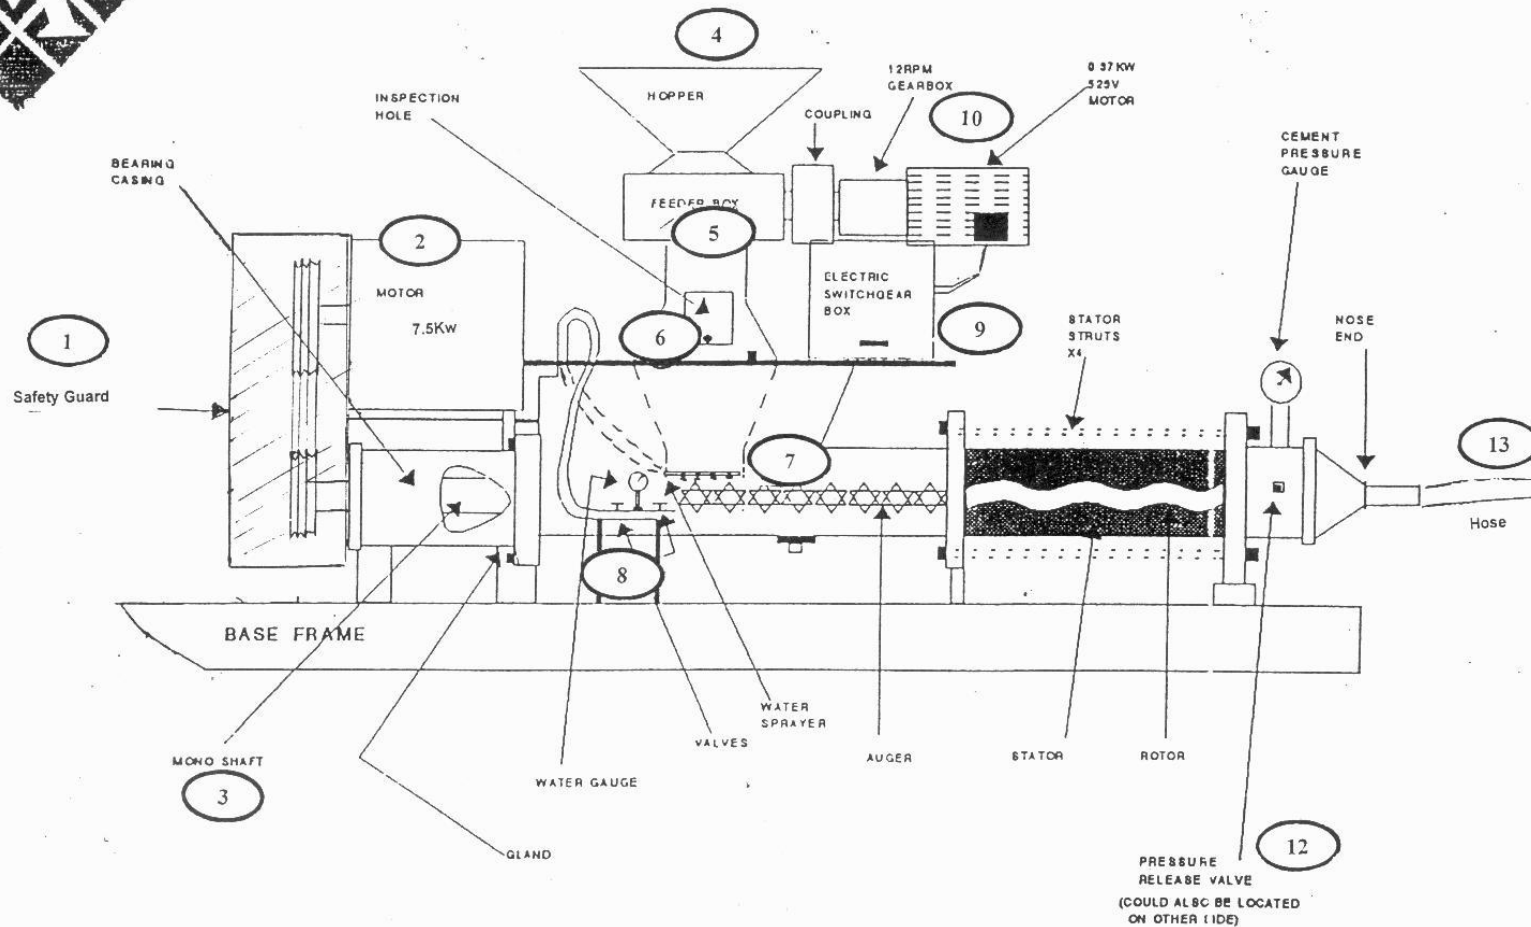 4
HOPPER
INSPECTION
HOLE
12RPM
GEARBOX
0.37KW
525V
MOTOR
COUPLING
10
CEMENT
PRESSURE
GAUGE
BEARING
CASING
FEEDER BOX
5
2
MOTOR
7.5Kw
ELECTRIC
SWITCHGEAR
BOX
9
1
6
STATOR
STRUTS
X4
NOSE
END
Safety Guard
7
13
Hose
8
BASE FRAME
WATER
SPRAYER
VALVES
AUGER
STATOR
ROTOR
MONO SHAFT
3
WATER GAUGE
GLAND
12
PRESSURE
RELEASE VALVE
(COULD ALSO BE LOCATED
ON OTHER SIDE)